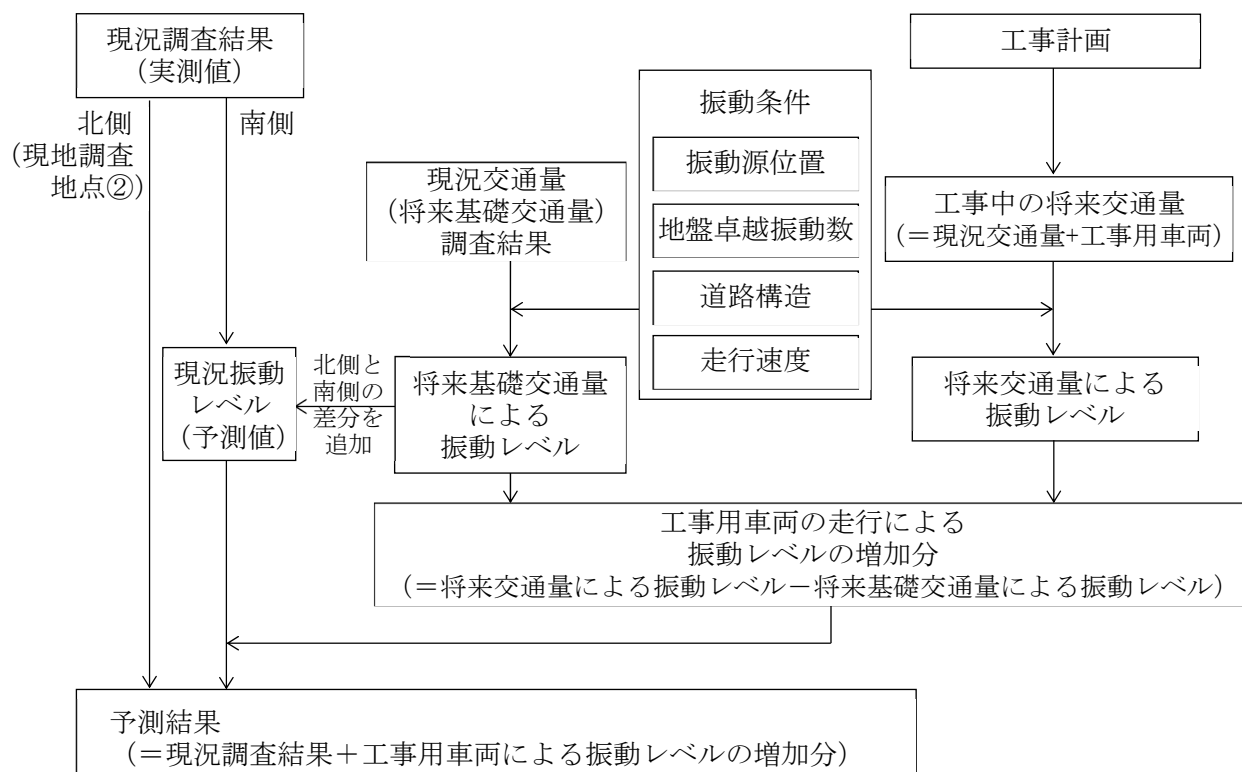 現況調査結果
(実測値)
工事計画
北側
(現地調査
地点②)
南側
振動条件
振動源位置
地盤卓越振動数
道路構造
走行速度
現況交通量
(将来基礎交通量)
調査結果
工事中の将来交通量
(=現況交通量+工事用車両)
現況振動
レベル
(予測値)
北側と
南側の
差分を
追加
将来基礎交通量
による
振動レベル
将来交通量による
振動レベル
工事用車両の走行による
振動レベルの増加分
(=将来交通量による振動レベル-将来基礎交通量による振動レベル)
予測結果
(=現況調査結果+工事用車両による振動レベルの増加分)